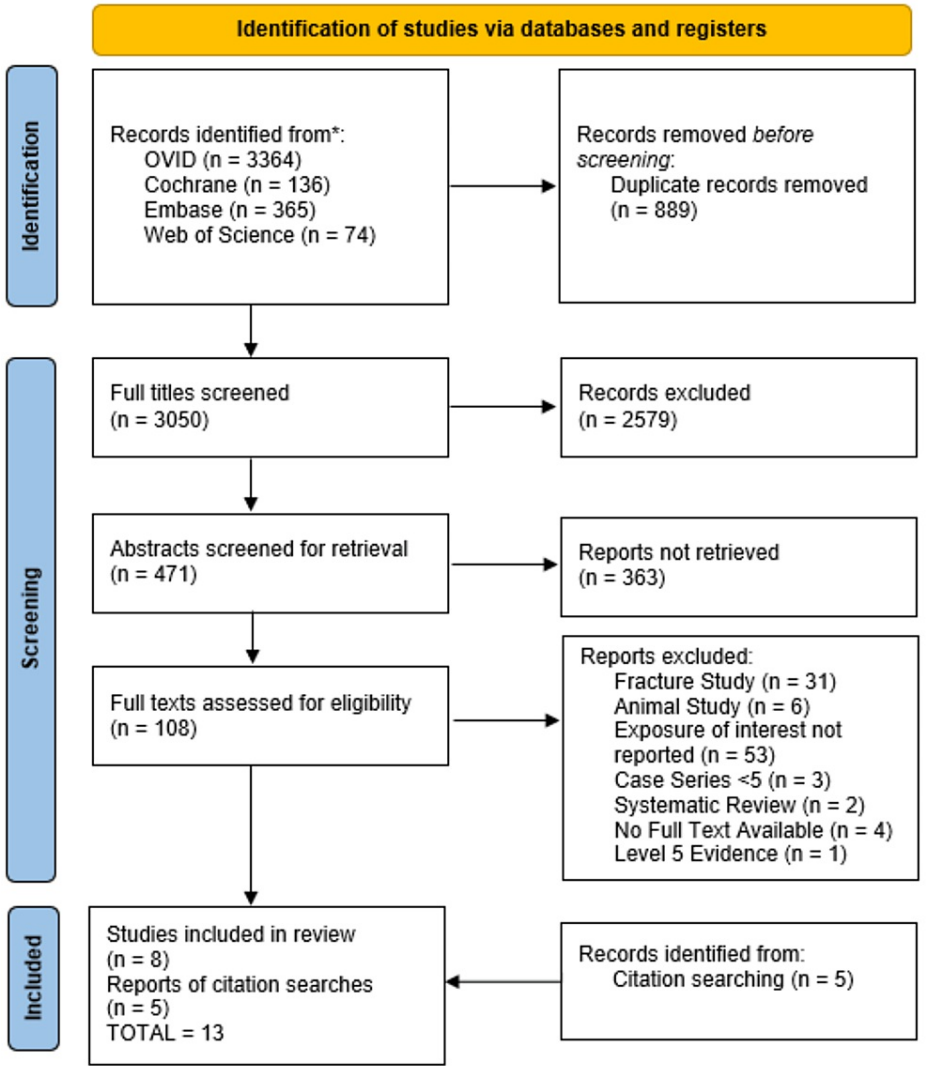 Identification of studies via databases and registers
Identification
Records identified from*:
OVID (n = 3364)
Cochrane (n = 136)
Embase (n = 365)
Web of Science (n = 74)
Records removed before
screening:
Duplicate records removed
(n = 889)
Screening
Full titles screened
(n = 3050)
Records excluded
(n = 2579)
Abstracts screened for retrieval
(n = 471)
Reports not retrieved
(n = 363)
Full texts assessed for eligibility
(n = 108)
Reports excluded:
Fracture Study (n = 31)
Animal Study (n = 6)
Exposure of interest not
reported (n = 53)
Case Series <5 (n = 3)
Systematic Review (n = 2)
No Full Text Available (n = 4)
Level 5 Evidence (n = 1)
Included
Studies included in review
(n = 8)
Reports of citation searches
(n = 5)
TOTAL = 13
Records identified from:
Citation searching (n = 5)